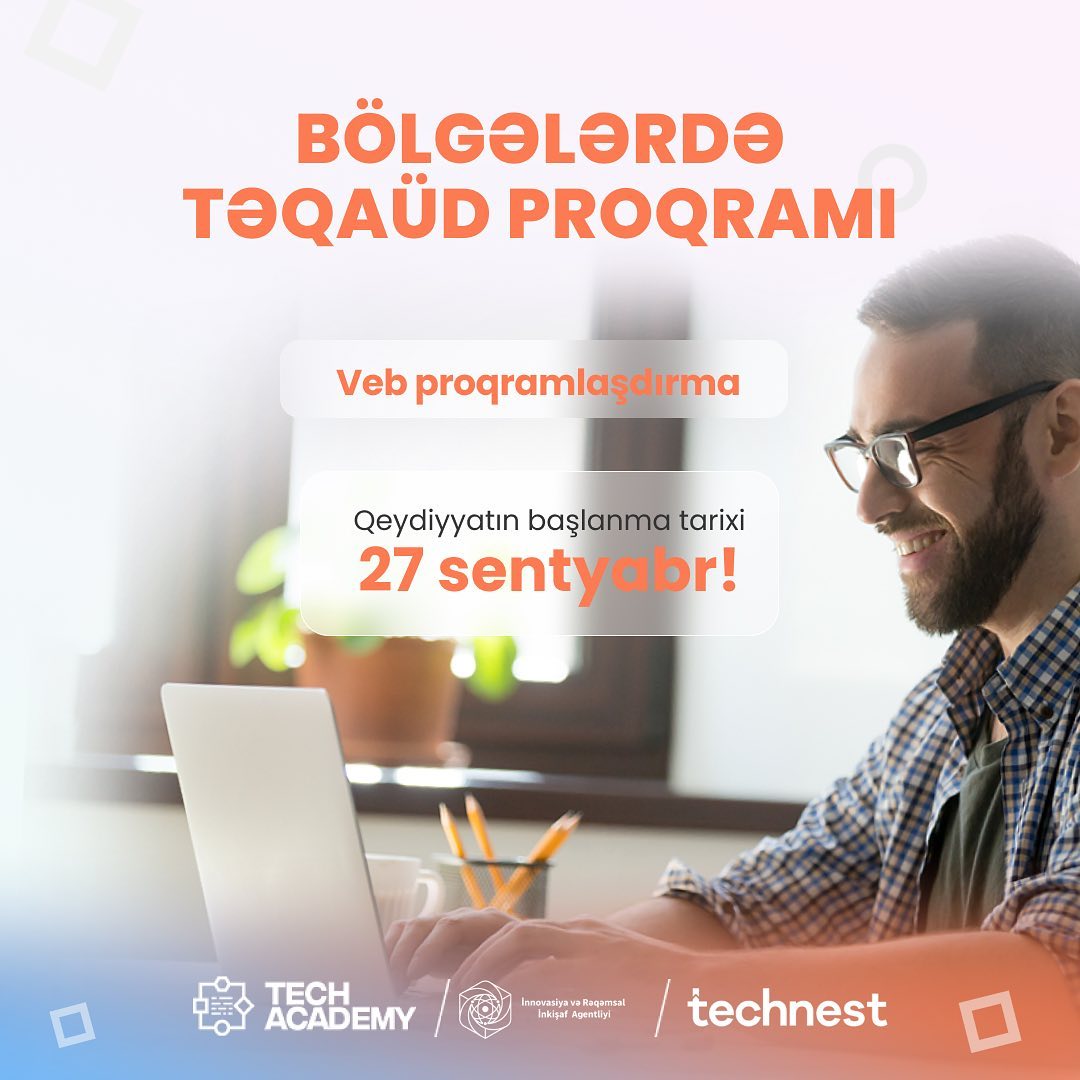 BÖLGƏLƏRDƏ
TƏQAÜD PROQRAMI
Veb proqramlaşdırma
Qeydiyyatın başlanma tarixi
27 sentyabr!
TECH
ACADEMY
İnnovasiya və Rəqəmsal
İnkişaf Agentliyi
technest